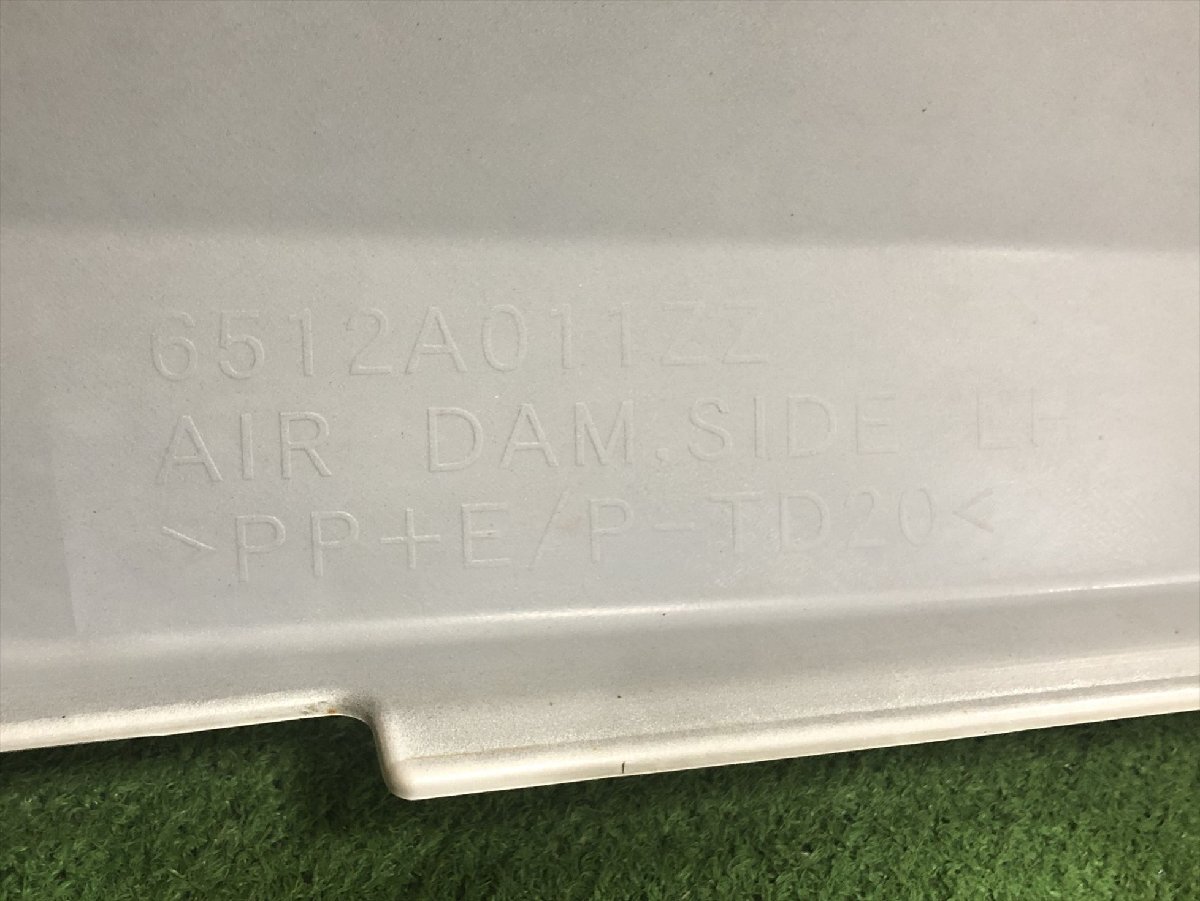 6512A011ZZ
AIR DAM,SIDE LH
>PP+E/P-TD20<